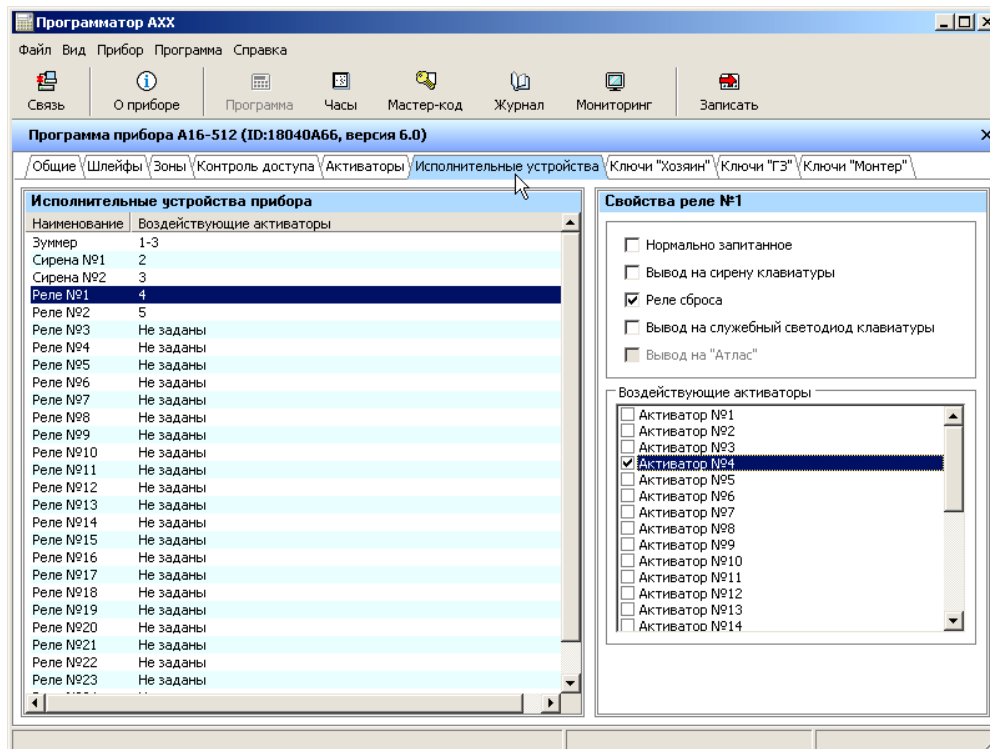 Программатор АХХ
Файл Вид Прибор Программа Справка
Связь О приборе Программа Часы Мастер-код Журнал Мониторинг Записать
Программа прибора A16-512 (ID:18040A66, версия 6.0)
Общие Шлейфы Зоны Контроль доступа Активаторы Исполнительные устройства Ключи "Хозяин" Ключи "ГЗ" Ключи "Монтер"
Исполнительные устройства прибора
Наименование Воздействующие активаторы
Зуммер 1-3
Сирена №1 2
Сирена №2 3
Реле №1 4
Реле №2 5
Реле №3 Не заданы
Реле №4 Не заданы
Реле №5 Не заданы
Реле №6 Не заданы
Реле №7 Не заданы
Реле №8 Не заданы
Реле №9 Не заданы
Реле №10 Не заданы
Реле №11 Не заданы
Реле №12 Не заданы
Реле №13 Не заданы
Реле №14 Не заданы
Реле №15 Не заданы
Реле №16 Не заданы
Реле №17 Не заданы
Реле №18 Не заданы
Реле №19 Не заданы
Реле №20 Не заданы
Реле №21 Не заданы
Реле №22 Не заданы
Реле №23 Не заданы
Свойства реле №1
Нормально запитанное
Вывод на сирену клавиатуры
Реле сброса
Вывод на служебный светодиод клавиатуры
Вывод на "Атлас"
Воздействующие активаторы
Активатор №1
Активатор №2
Активатор №3
Активатор №4
Активатор №5
Активатор №6
Активатор №7
Активатор №8
Активатор №9
Активатор №10
Активатор №11
Активатор №12
Активатор №13
Активатор №14